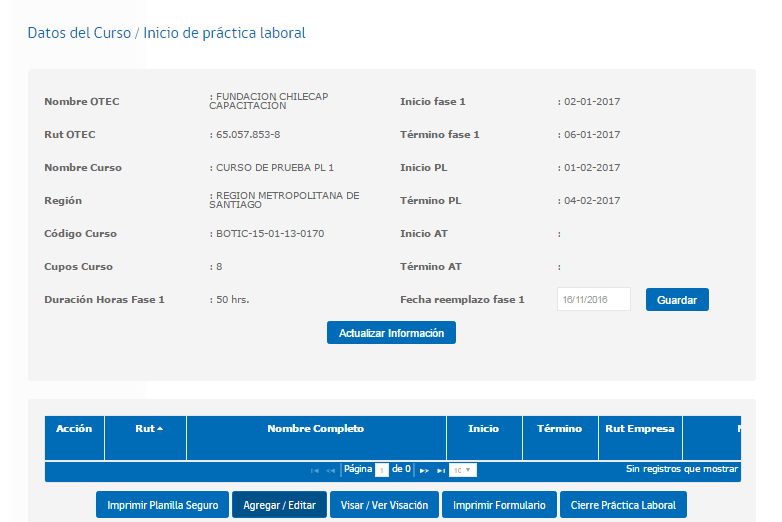 Datos del Curso / Inicio de práctica laboral
Nombre OTEC : FUNDACION CHILECAP CAPACITACIÓN Inicio fase 1 : 02-01-2017
Rut OTEC : 65.057.853-8 Término fase 1 : 06-01-2017
Nombre Curso : CURSO DE PRUEBA PL 1 Inicio PL : 01-02-2017
Región : REGION METROPOLITANA DE SANTIAGO Término PL : 04-02-2017
Código Curso : BOTIC-15-01-13-0170 Inicio AT :
Cupos Curso : 8 Término AT :
Duración Horas Fase 1 : 50 hrs. Fecha reemplazo fase 1 16/11/2016 Guardar
Actualizar Información
Acción Rut Nombre Completo Inicio Término Rut Empresa
Página 1 de 0 10 Sin registros que mostrar
Imprimir Planilla Seguro Agregar / Editar Visar / Ver Visación Imprimir Formulario Cierre Práctica Laboral